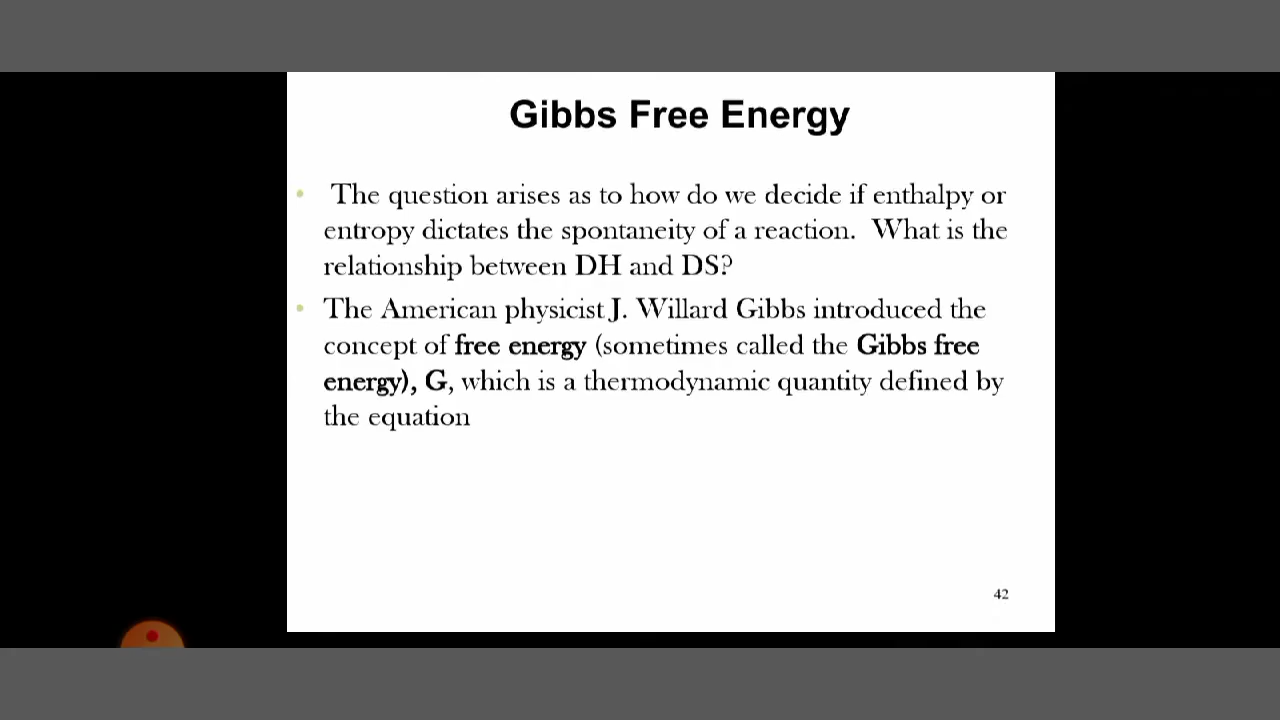 Gibbs Free Energy
• The question arises as to how do we decide if enthalpy or
entropy dictates the spontaneity of a reaction. What is the
relationship between DH and DS?
• The American physicist J. Willard Gibbs introduced the
concept of free energy (sometimes called the Gibbs free
energy), G, which is a thermodynamic quantity defined by
the equation
42